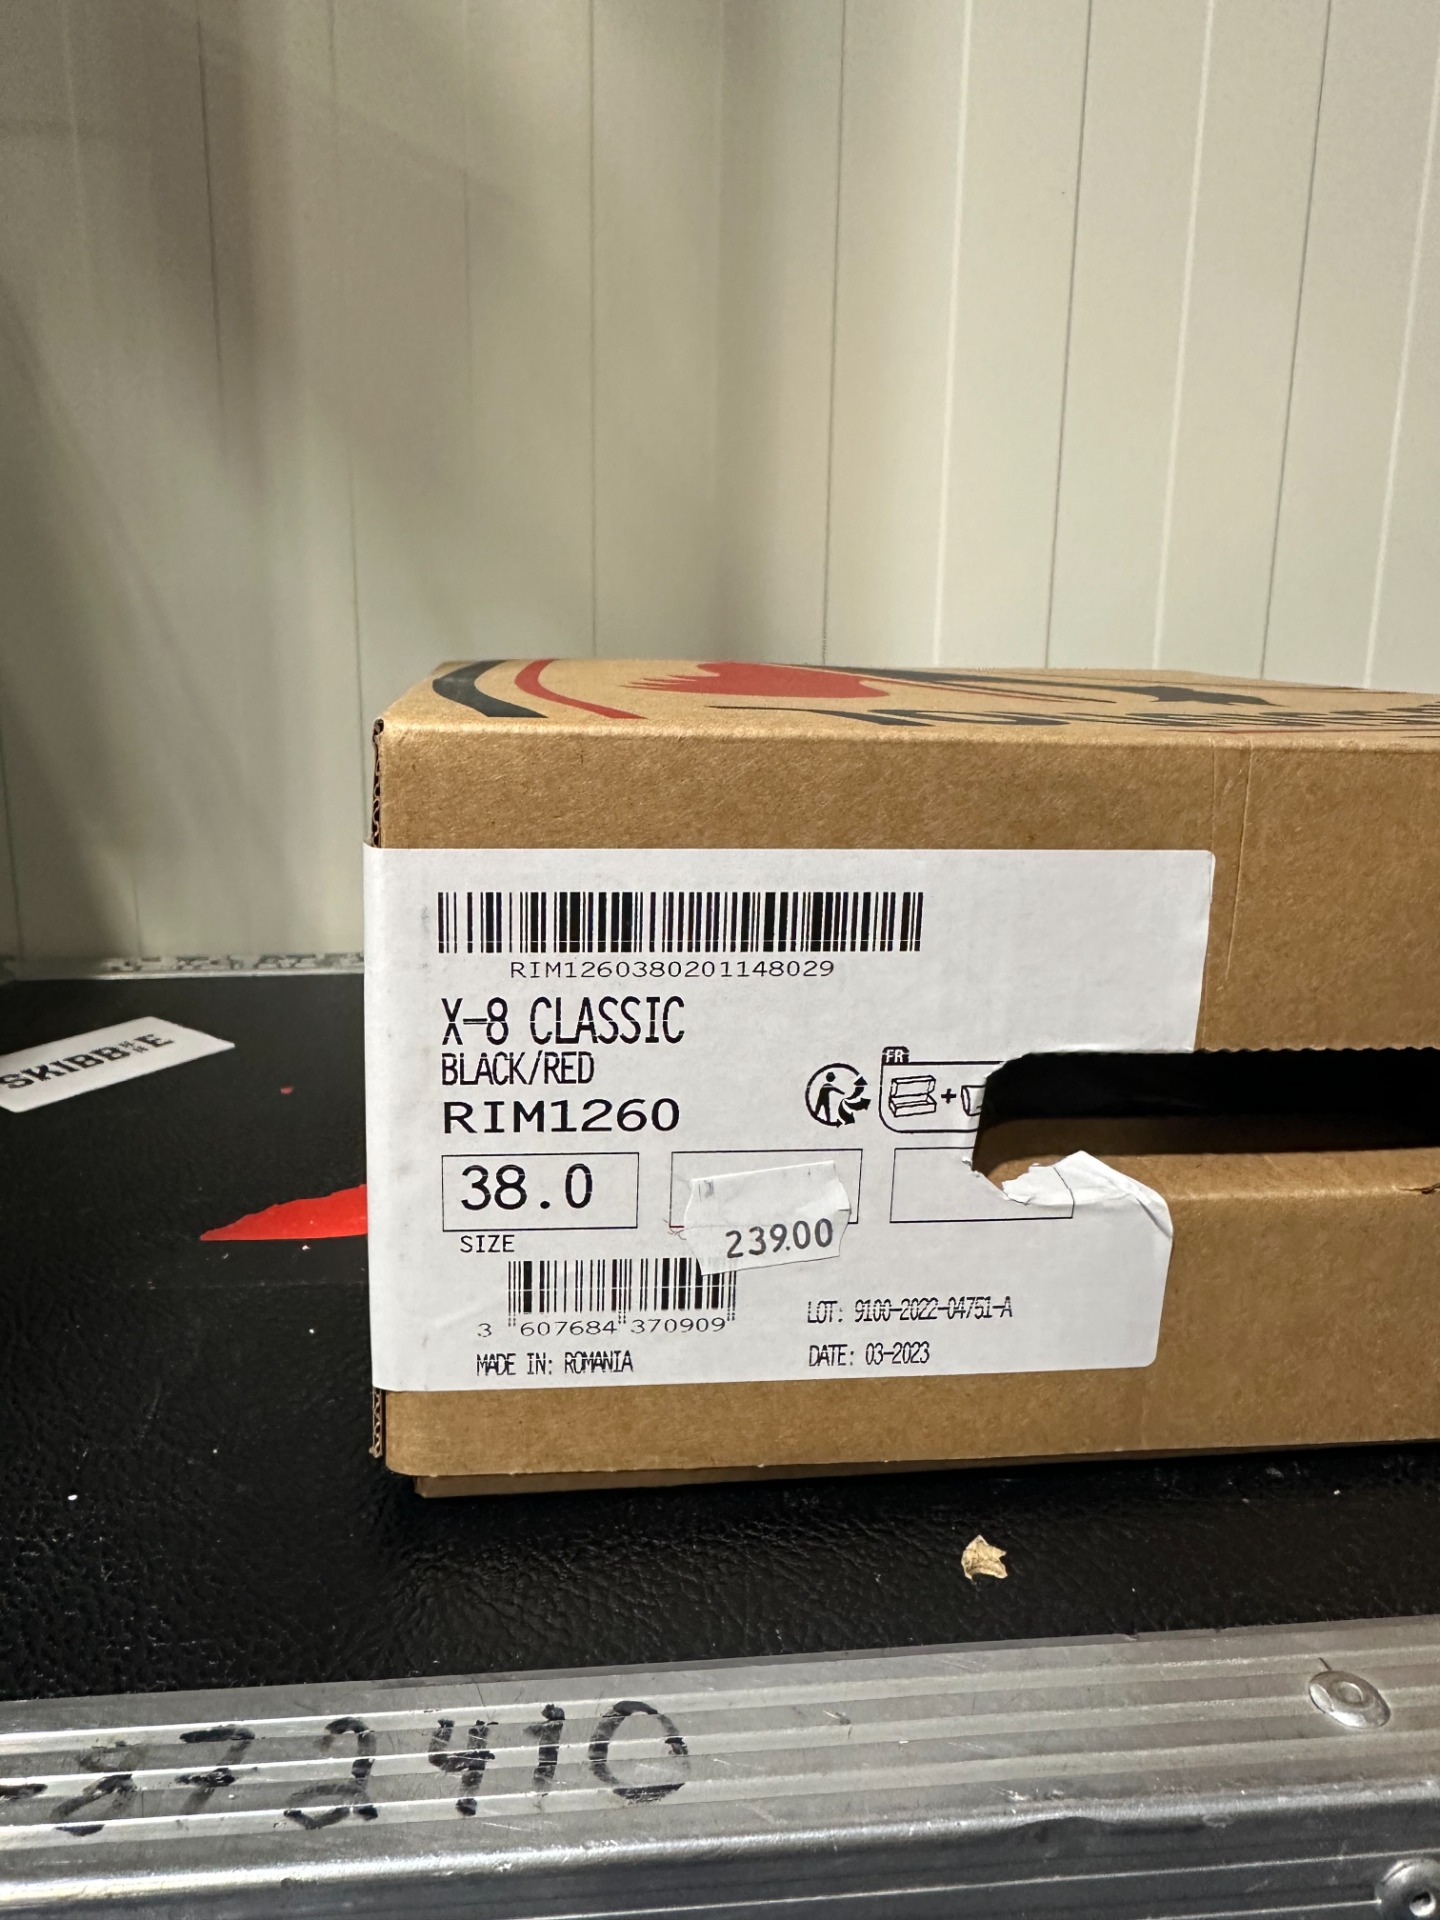 RIM1260380201148029
X-8 CLASSIC
BLACK/RED
RIM1260
FR
38.0
239.00
SIZE
3 607684 370909
LOT: 9100-2022-04751-A
MADE IN: ROMANIA
DATE: 03-2023
2410